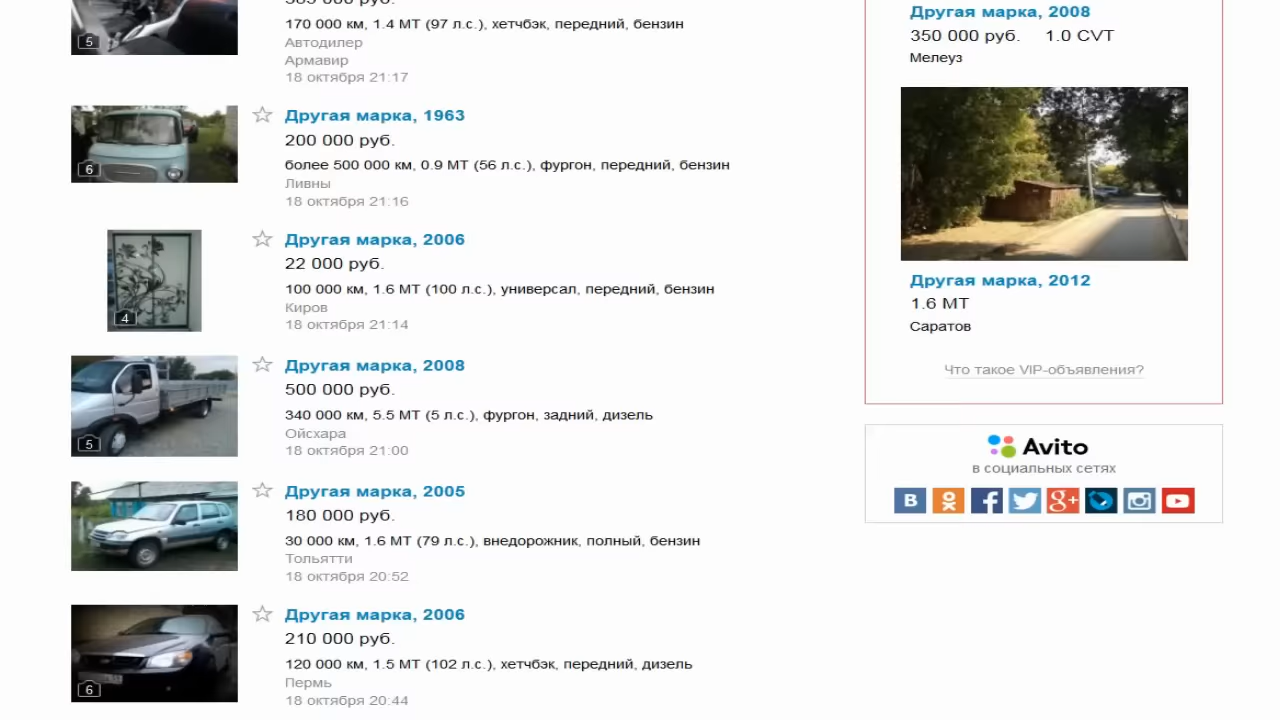 170 000 км, 1.4 MT (97 л.с.), хетчбэк, передний, бензин
Автодилер
Армавир
18 октября 21:17
5
Другая марка, 1963
200 000 руб.
более 500 000 км, 0.9 MT (56 л.с.), фургон, передний, бензин
Ливны
18 октября 21:16
6
Другая марка, 2006
22 000 руб.
100 000 км, 1.6 MT (100 л.с.), универсал, передний, бензин
Киров
18 октября 21:14
4
Другая марка, 2008
500 000 руб.
340 000 км, 5.5 MT (5 л.с.), фургон, задний, дизель
Ойсхара
18 октября 21:00
5
Другая марка, 2005
180 000 руб.
30 000 км, 1.6 MT (79 л.с.), внедорожник, полный, бензин
Тольятти
18 октября 20:52
Другая марка, 2006
210 000 руб.
120 000 км, 1.5 MT (102 л.с.), хетчбэк, передний, дизель
Пермь
18 октября 20:44
6
Другая марка, 2008
350 000 руб. 1.0 CVT
Мелеуз
Другая марка, 2012
1.6 MT
Саратов
Что такое VIP-объявления?
Avito
в социальных сетях